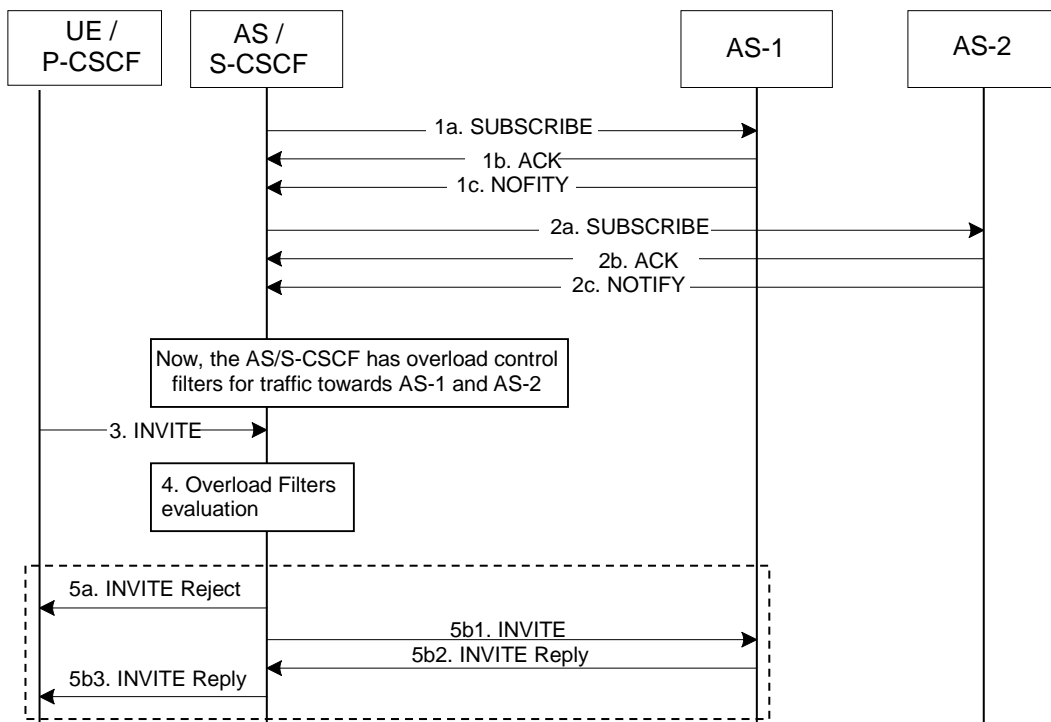 UE /
P-CSCF
AS /
S-CSCF
AS-1
AS-2
1a. SUBSCRIBE
1b. ACK
1c. NOFITY
2a. SUBSCRIBE
2b. ACK
2c. NOTIFY
Now, the AS/S-CSCF has overload control
filters for traffic towards AS-1 and AS-2
3. INVITE
4. Overload Filters
evaluation
5a. INVITE Reject
5b1. INVITE
5b2. INVITE Reply
5b3. INVITE Reply